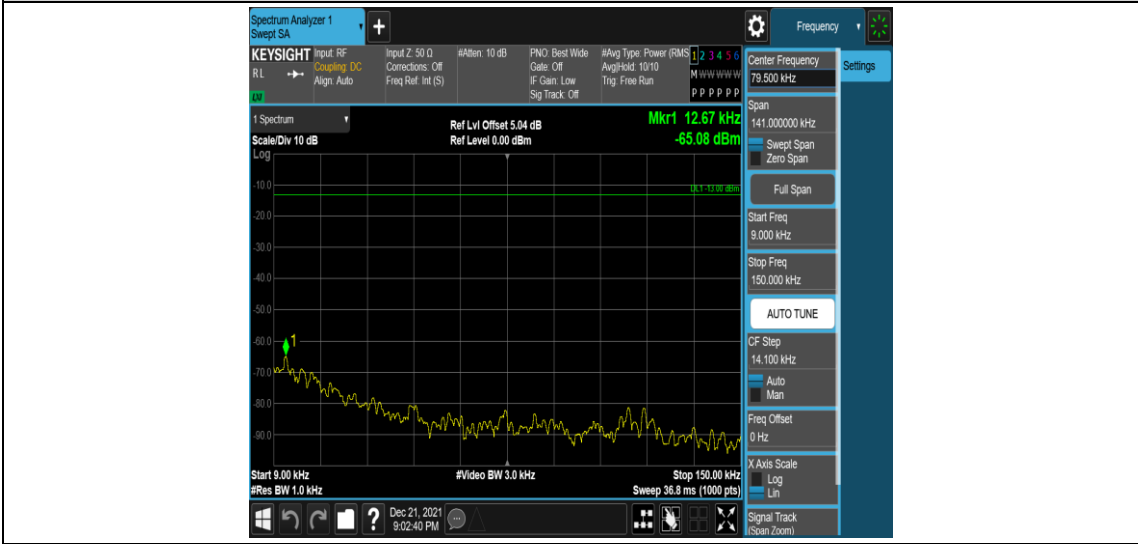 Spectrum Analyzer 1
Swept SA
+
Frequency
KEYSIGHT
RL
LM
Input: RF
Coupling: DC
Align: Auto
Input Z: 50 Ω
Corrections: Off
Freq Ref: Int (S)
#Atten: 10 dB
PNO: Best Wide
Gate: Off
IF Gain: Low
Sig Track: Off
#Avg Type: Power (RMS
Avg|Hold: 10/10
Trig: Free Run
1 2 3 4 5 6
M W W W W W
P P P P P P
1 Spectrum
Scale/Div 10 dB
Log
Ref Lvl Offset 5.04 dB
Ref Level 0.00 dBm
Mkr1 12.67 kHz
-65.08 dBm
DL1 -13.00 dBm
-10.0
-20.0
-30.0
-40.0
-50.0
-60.0
1
-70.0
-80.0
-90.0
Start 9.00 kHz
#Res BW 1.0 kHz
#Video BW 3.0 kHz
Stop 150.00 kHz
Sweep 36.8 ms (1000 pts)
?
Dec 21, 2021
9:02:40 PM
Center Frequency
79.500 kHz
Settings
Span
141.000000 kHz
Swept Span
Zero Span
Full Span
Start Freq
9.000 kHz
Stop Freq
150.000 kHz
AUTO TUNE
CF Step
14.100 kHz
Auto
Man
Freq Offset
0 Hz
X Axis Scale
Log
Lin
Signal Track
(Span Zoom)